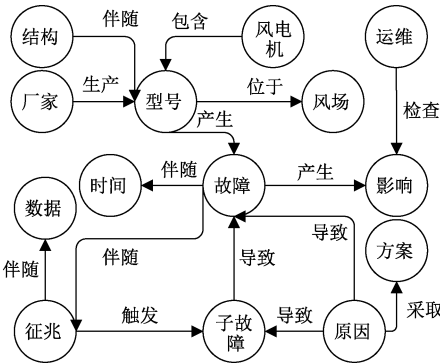 结构
伴随
包含
风电
机
运维
厂家
生产
型号
位于
风场
检查
产生
时间
伴随
故障
产生
影响
数据
伴随
导致
方案
伴随
导致
采取
征兆
触发
子故
障
导致
原因